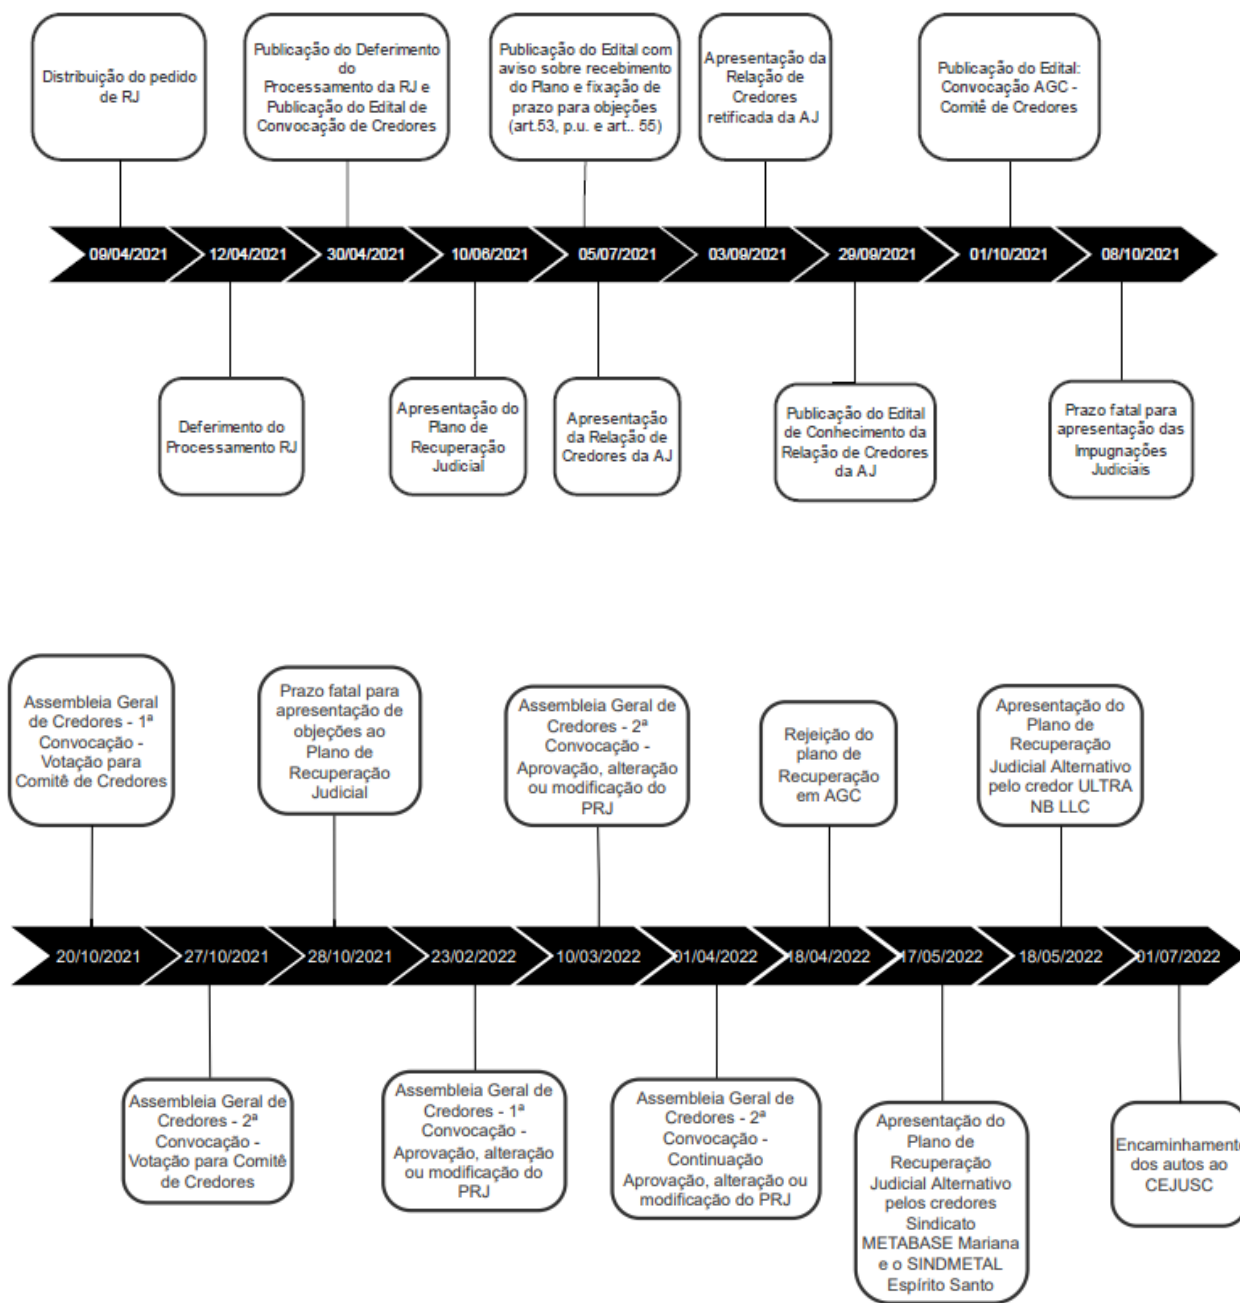 Distribuição do pedido
de RJ
Publicação do Deferimento
do
Processamento da RJ e
Publicação do Edital de
Convocação de Credores
Publicação do Edital com
aviso sobre recebimento
do Plano e fixação de
prazo para objeções
(art.53, p.u. e art.. 55)
Apresentação da
Relação de
Credores
retificada da AJ
Publicação do Edital:
Convocação AGC -
Comitê de Credores
09/04/2021
12/04/2021
30/04/2021
10/06/2021
05/07/2021
03/09/2021
29/09/2021
01/10/2021
08/10/2021
Deferimento do
Processamento RJ
Apresentação do
Plano de
Recuperação
Judicial
Apresentação
da Relação de
Credores da AJ
Publicação do Edital
de Conhecimento da
Relação de Credores
da AJ
Prazo fatal para
apresentação das
Impugnações
Judiciais
Assembleia Geral
de Credores - 1ª
Convocação -
Votação para
Comitê de Credores
Prazo fatal para
apresentação de
objeções ao
Plano de
Recuperação
Judicial
Assembleia Geral de
Credores - 2ª
Convocação -
Aprovação, alteração
ou modificação do
PRJ
Rejeição do
plano de
Recuperação
em AGC
Apresentação do
Plano de
Recuperação
Judicial Alternativo
pelo credor ULTRA
NB LLC
20/10/2021
27/10/2021
28/10/2021
23/02/2022
10/03/2022
01/04/2022
18/04/2022
17/05/2022
18/05/2022
01/07/2022
Assembleia Geral de
Credores - 2ª
Convocação -
Votação para Comitê
de Credores
Assembleia Geral de
Credores - 1ª
Convocação -
Aprovação, alteração
ou modificação do
PRJ
Assembleia Geral de
Credores - 2ª
Convocação -
Continuação
Aprovação, alteração ou
modificação do PRJ
Apresentação do
Plano de
Recuperação
Judicial Alternativo
pelos credores
Sindicato
METABASE Mariana
e o SINDMETAL
Espírito Santo
Encaminhamento
dos autos ao
CEJUSC